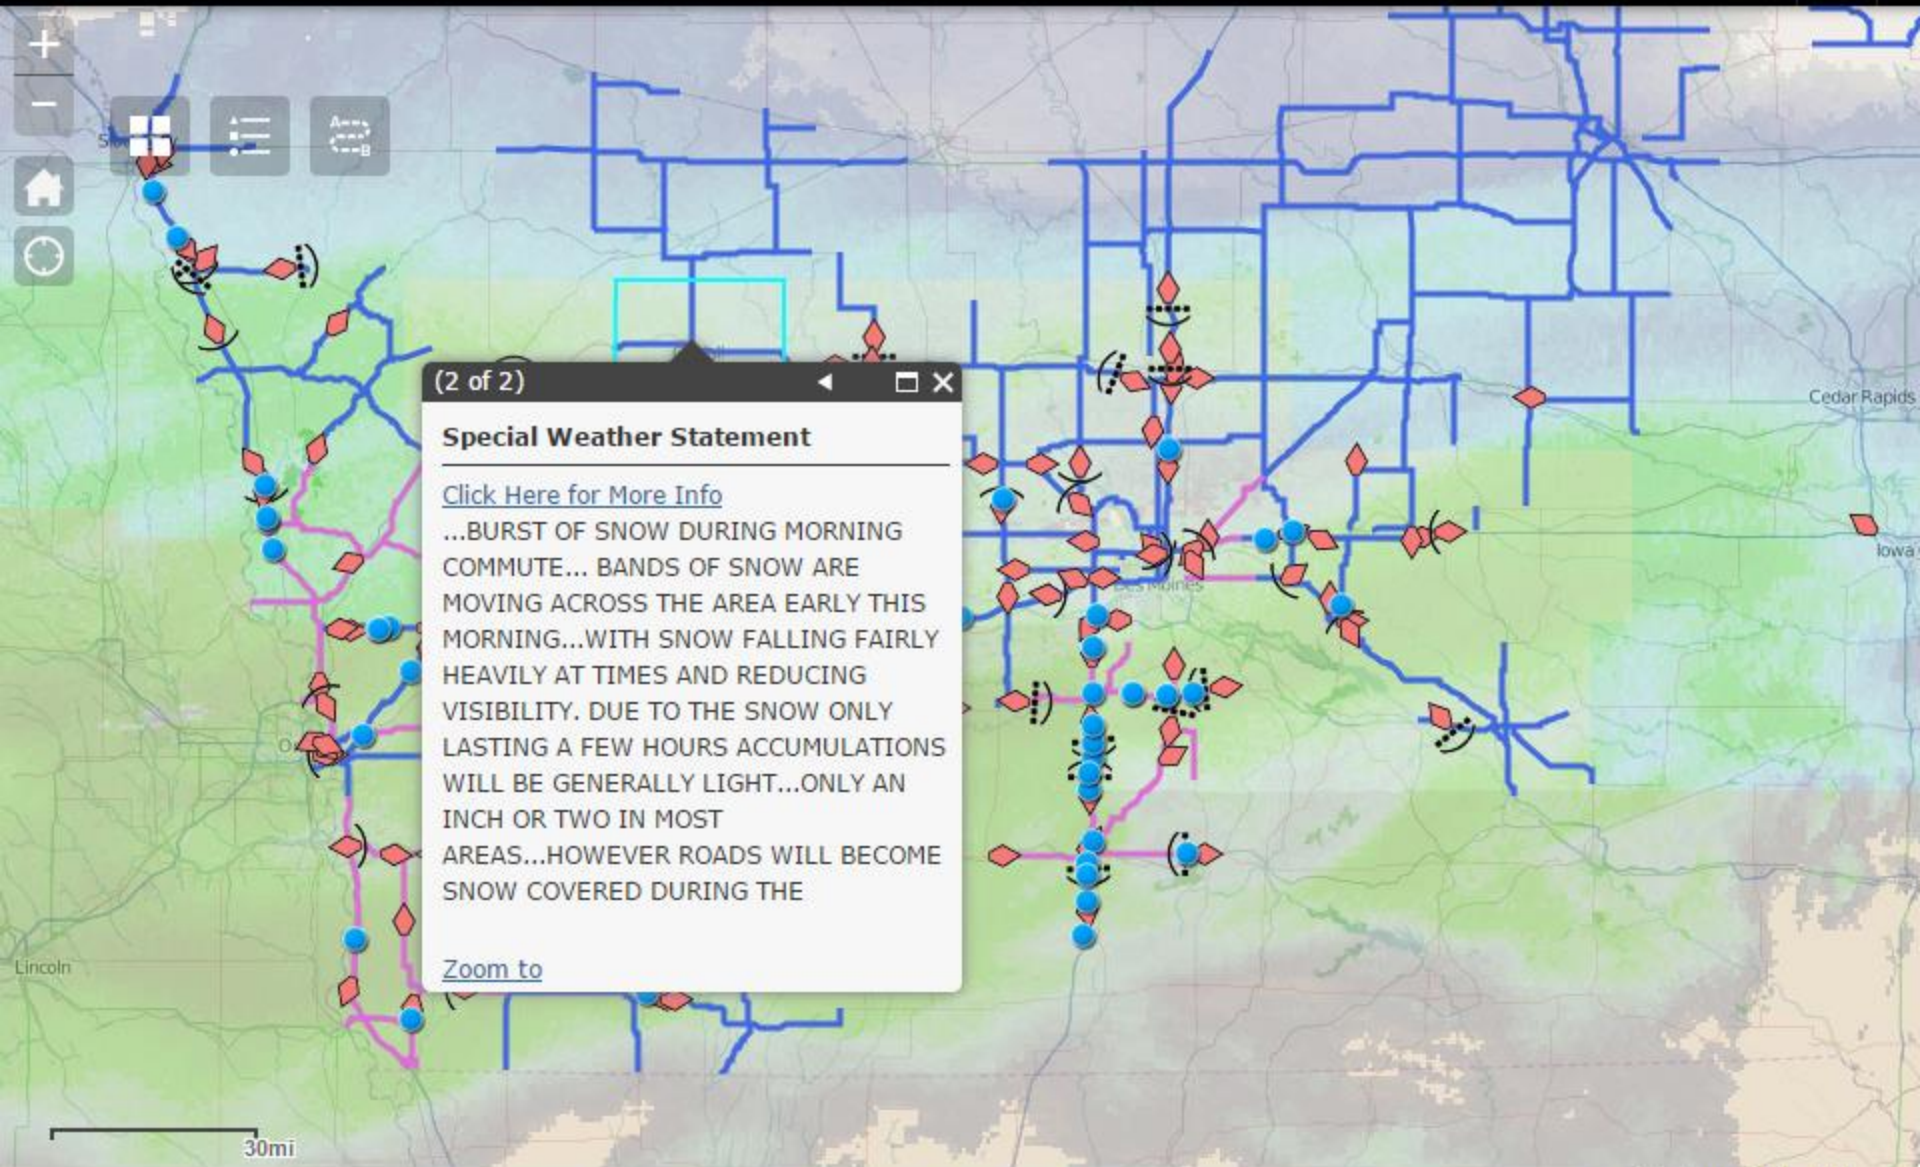 +
−
A
B
(2 of 2)
Special Weather Statement
Click Here for More Info
...BURST OF SNOW DURING MORNING
COMMUTE... BANDS OF SNOW ARE
MOVING ACROSS THE AREA EARLY THIS
MORNING...WITH SNOW FALLING FAIRLY
HEAVILY AT TIMES AND REDUCING
VISIBILITY. DUE TO THE SNOW ONLY
LASTING A FEW HOURS ACCUMULATIONS
WILL BE GENERALLY LIGHT...ONLY AN
INCH OR TWO IN MOST
AREAS...HOWEVER ROADS WILL BECOME
SNOW COVERED DURING THE
Zoom to
Cedar Rapids
Iowa
Des Moines
Lincoln
30mi